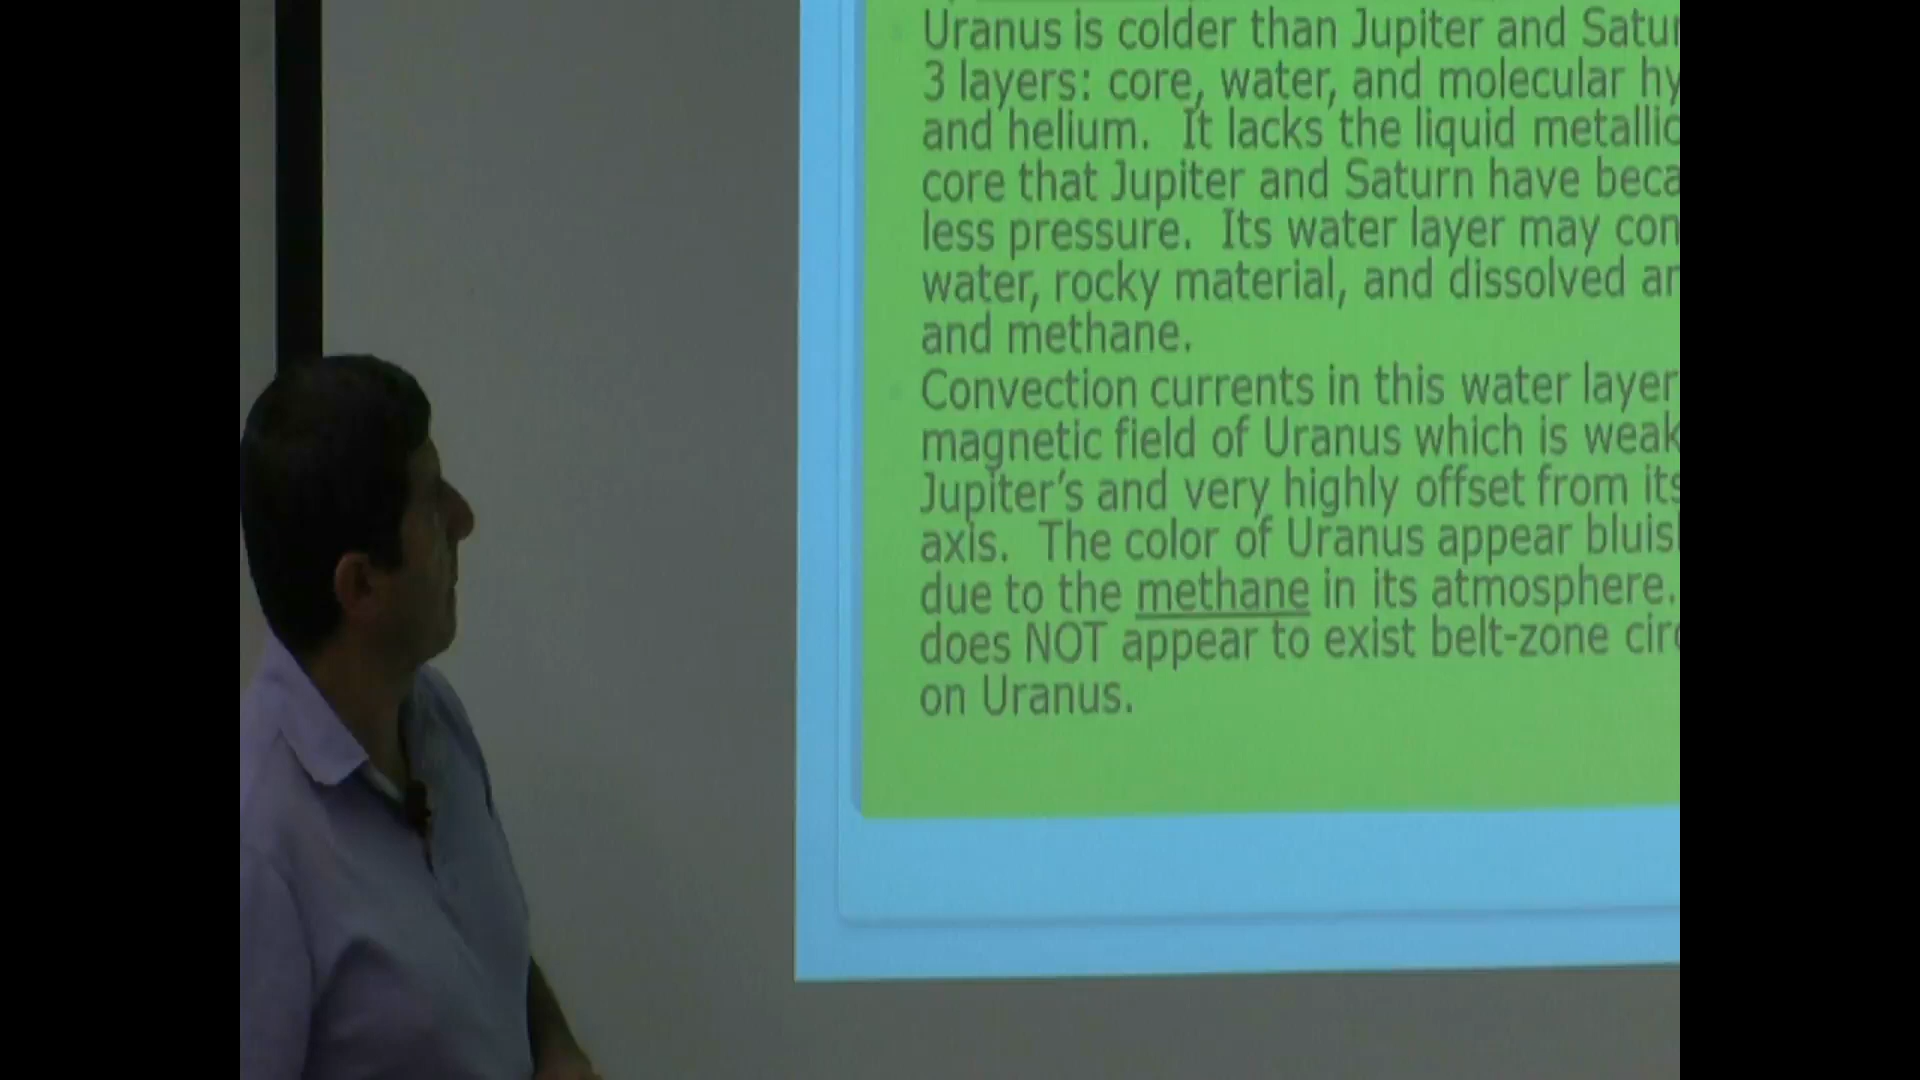 Uranus is colder than Jupiter and Satur
3 layers: core, water, and molecular hy
and helium. It lacks the liquid metallic
core that Jupiter and Saturn have beca
less pressure. Its water layer may con
water, rocky material, and dissolved am
and methane.
Convection currents in this water layer
magnetic field of Uranus which is weak
Jupiter's and very highly offset from its
axis. The color of Uranus appear bluish
due to the methane in its atmosphere.
does NOT appear to exist belt-zone circ
on Uranus.